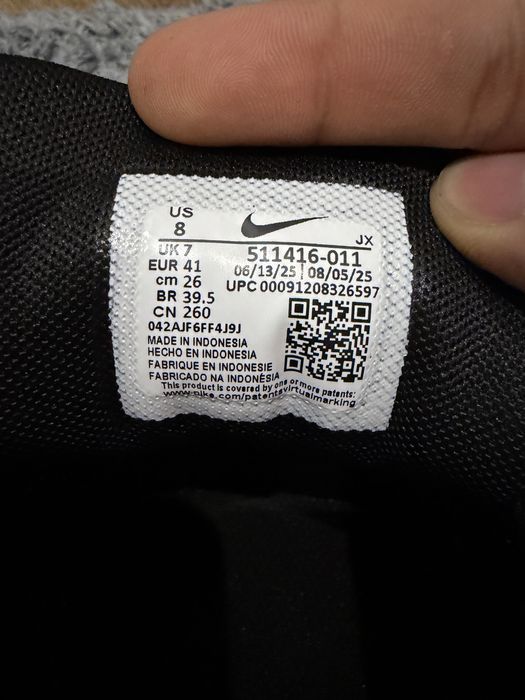 US
8
UK 7
EUR 41
cm 26
BR 39.5
CN 260
JX
511416-011
06/13/25 08/05/25
UPC 00091208326597
042AJF6FF4J9J
MADE IN INDONESIA
HECHO EN INDONESIA
FABRIQUE EN INDONESIE
FABRICADO NA INDONÉSIA
This product is covered by one or more patents:
www.nike.com/patentsvirtualmarking